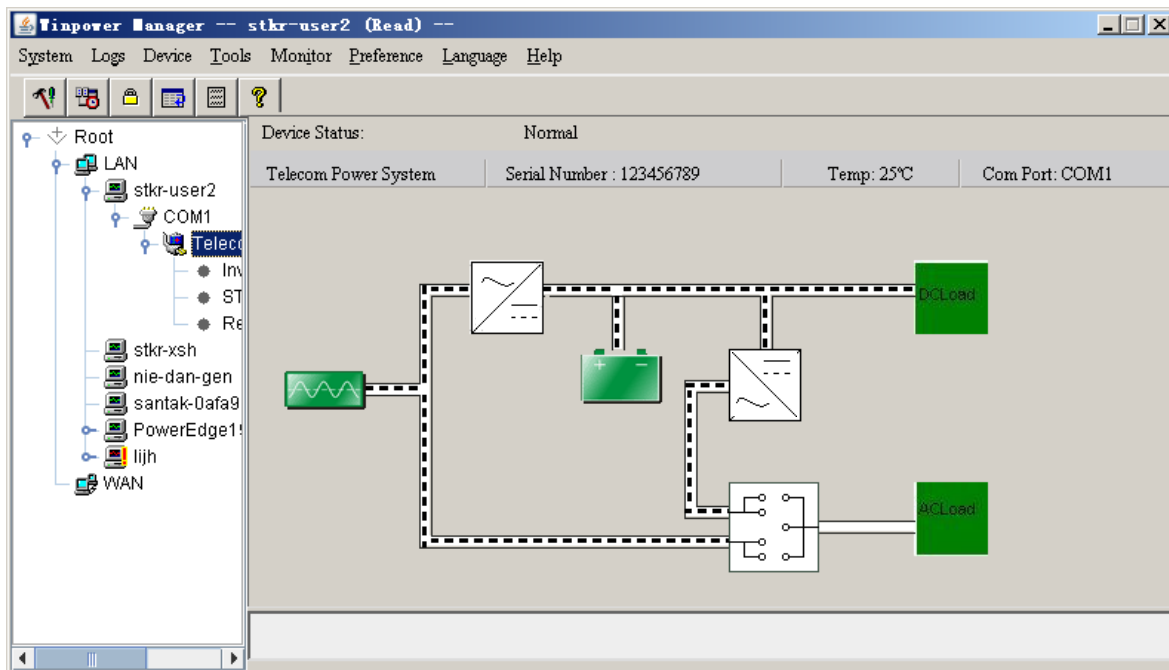 Winpower Manager -- stkr-user2 (Read) --
System Logs Device Tools Monitor Preference Language Help
Root
LAN
stkr-user2
COM1
Teleco
Inv
ST
Re
stkr-xsh
nie-dan-gen
santak-0afa9
PowerEdge19
lijh
WAN
Device Status: Normal
Telecom Power System Serial Number : 123456789 Temp: 25℃ Com Port: COM1
DCLoad
ACLoad